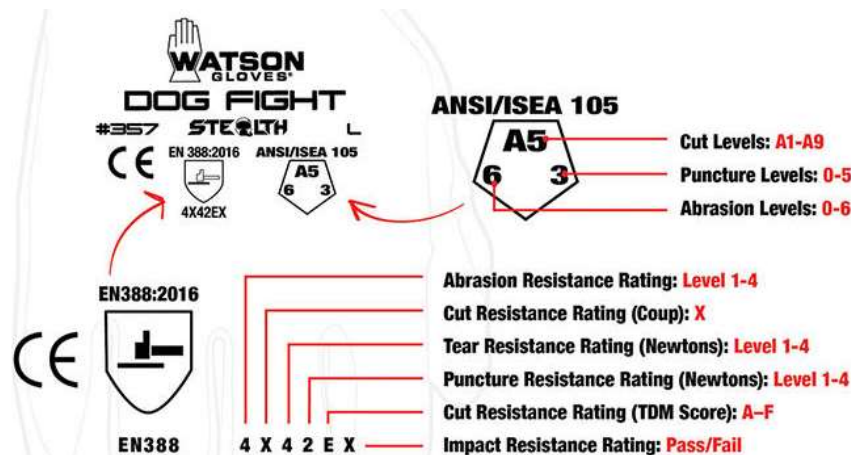 WATSON
GLOVES®
DOG FIGHT
#357 STEALTH L
CE EN 388:2016 ANSI/ISEA 105
A5
6 3
4X42EX
ANSI/ISEA 105
A5
6 3
Cut Levels: A1-A9
Puncture Levels: 0-5
Abrasion Levels: 0-6
EN388:2016
CE
EN388
4 X 4 2 E X
Abrasion Resistance Rating: Level 1-4
Cut Resistance Rating (Coup): X
Tear Resistance Rating (Newtons): Level 1-4
Puncture Resistance Rating (Newtons): Level 1-4
Cut Resistance Rating (TDM Score): A–F
Impact Resistance Rating: Pass/Fail